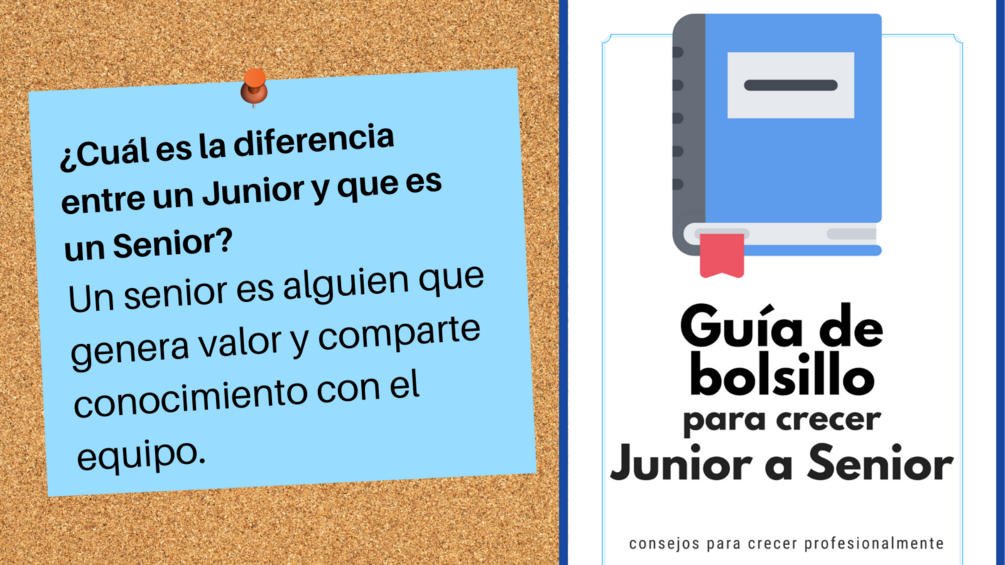 ¿Cuál es la diferencia
entre un Junior y que es
un Senior?
Un senior es alguien que
genera valor y comparte
conocimiento con el
equipo.
Guía de
bolsillo
para crecer
Junior a Senior
consejos para crecer profesionalmente